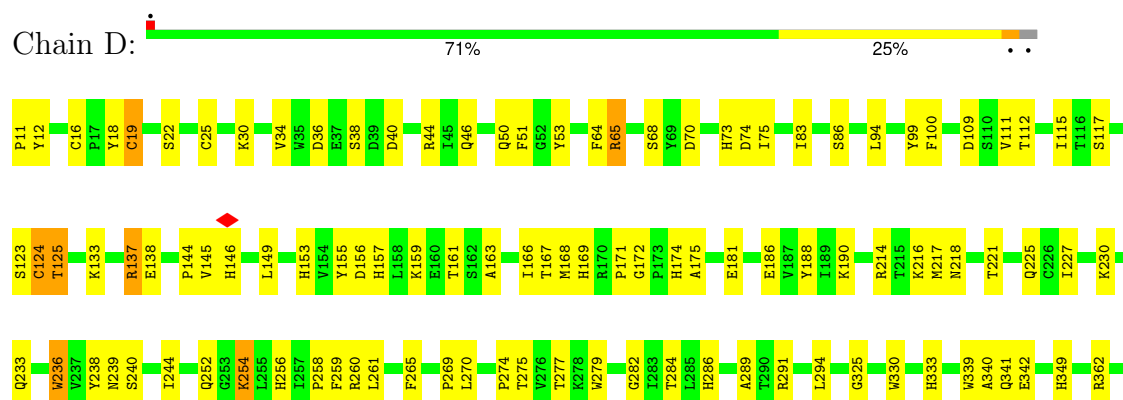 Chain D:
71%
25%
P11 Y12 C16 P17 Y18 C19 S22 C25 K30 V34 W35 D36 E37 S38 D39 D40 R44 I45 Q46 Q50 F51 G52 Y53 F64 R65 S68 Y69 D70 H73 D74 I75 I83 S86 L94 Y99 F100 D109 S110 V111 T112 I115 T116 S117
S123 C124 T125 K133 R137 E138 P144 V145 H146 L149 H153 V154 Y155 D156 H157 L158 K159 E160 T161 S162 A163 I166 T167 M168 H169 R170 P171 G172 P173 H174 A175 E181 E186 V187 Y188 I189 K190 R214 T215 K216 M217 N218 T221 Q225 C226 I227 K230
Q233 W236 V237 Y238 N239 S240 I244 Q252 G253 K254 L255 H256 I257 P258 F259 R260 L261 F265 P269 L270 P274 T275 V276 T277 K278 W279 G282 I283 T284 L285 H286 A289 T290 R291 L294 G325 W330 H333 W339 A340 Q341 E342 H349 R362